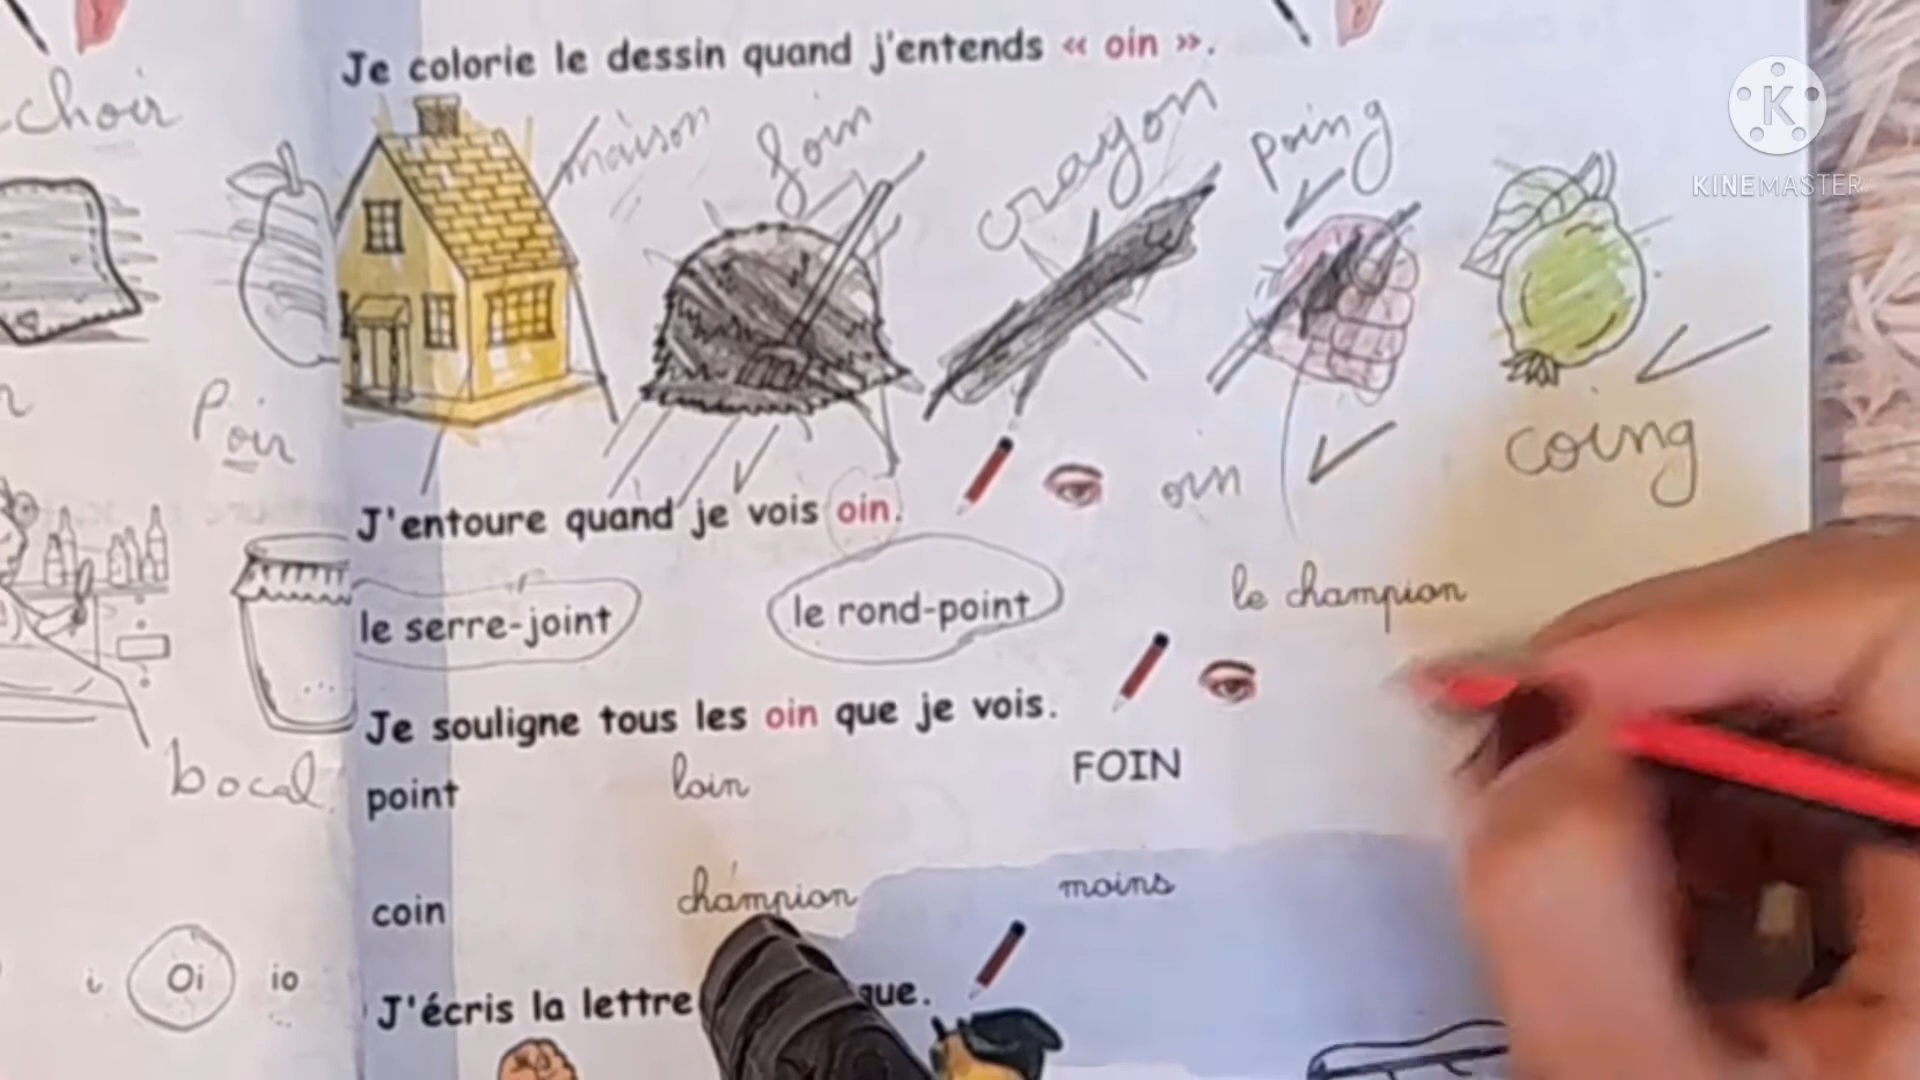 Je colorie le dessin quand j'entends « oin ».
choir
maison
foin
crayon
poing
coing
Poir
J'entoure quand je vois oin.
oin
le serre-joint
le rond-point
le champion
Je souligne tous les oin que je vois.
bocal
point
loin
FOIN
coin
champion
moins
i
Oi
io
J'écris la lettre
que.
KINEMASTER